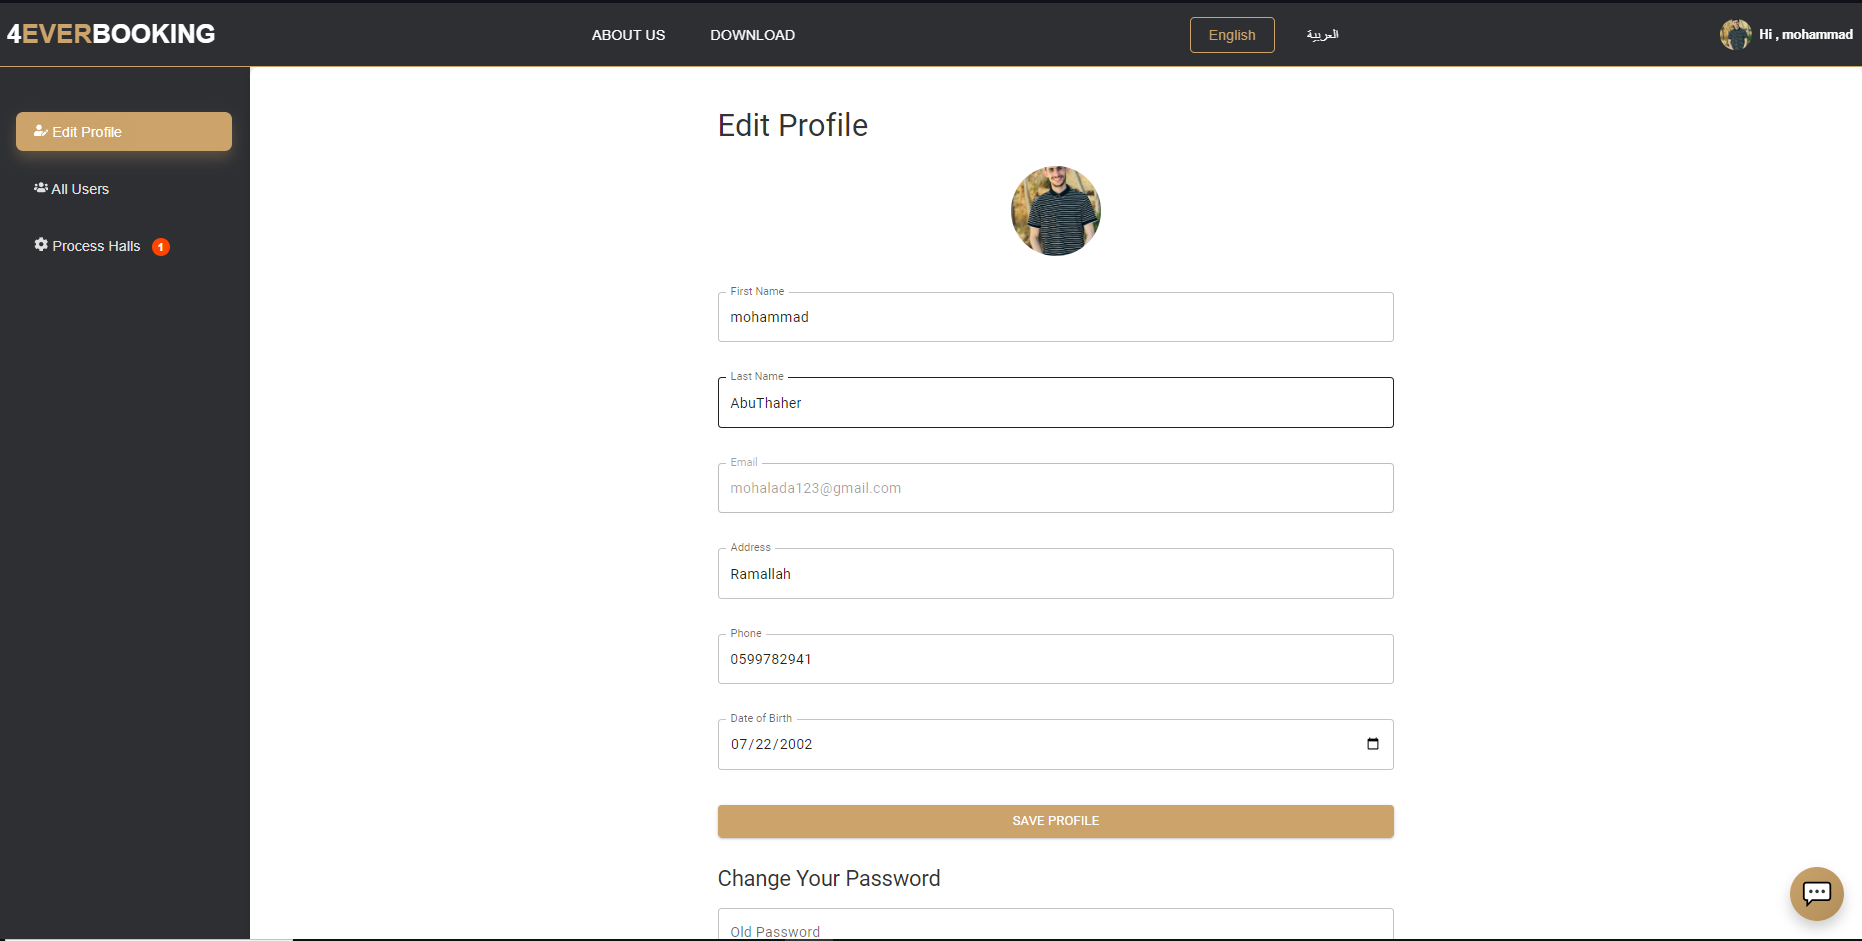 4EVERBOOKING
ABOUT US
DOWNLOAD
English
العربية
Hi , mohammad
Edit Profile
All Users
Process Halls 1
Edit Profile
First Name
mohammad
Last Name
AbuThaher
Email
mohalada123@gmail.com
Address
Ramallah
Phone
0599782941
Date of Birth
07/22/2002
SAVE PROFILE
Change Your Password
Old Password